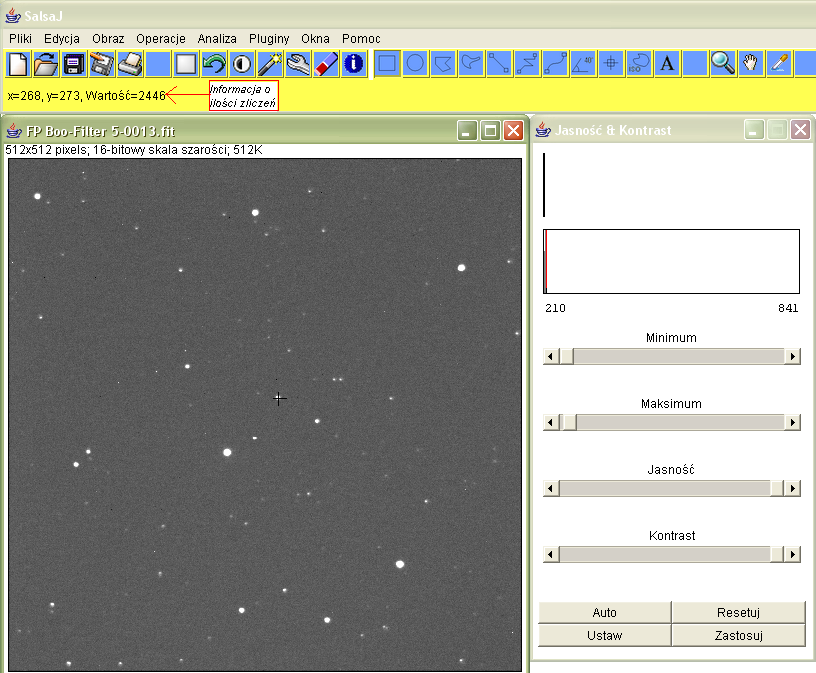 SalsaJ
Pliki Edycja Obraz Operacje Analiza Pluginy Okna Pomoc
A
x=268, y=273, Wartość=2446
Informacja o
ilości zliczeń
FP Boo-Filter 5-0013.fit
512x512 pixels; 16-bitowy skala szarości; 512K
Jasność & Kontrast
210 841
Minimum
Maksimum
Jasność
Kontrast
Auto Resetuj
Ustaw Zastosuj